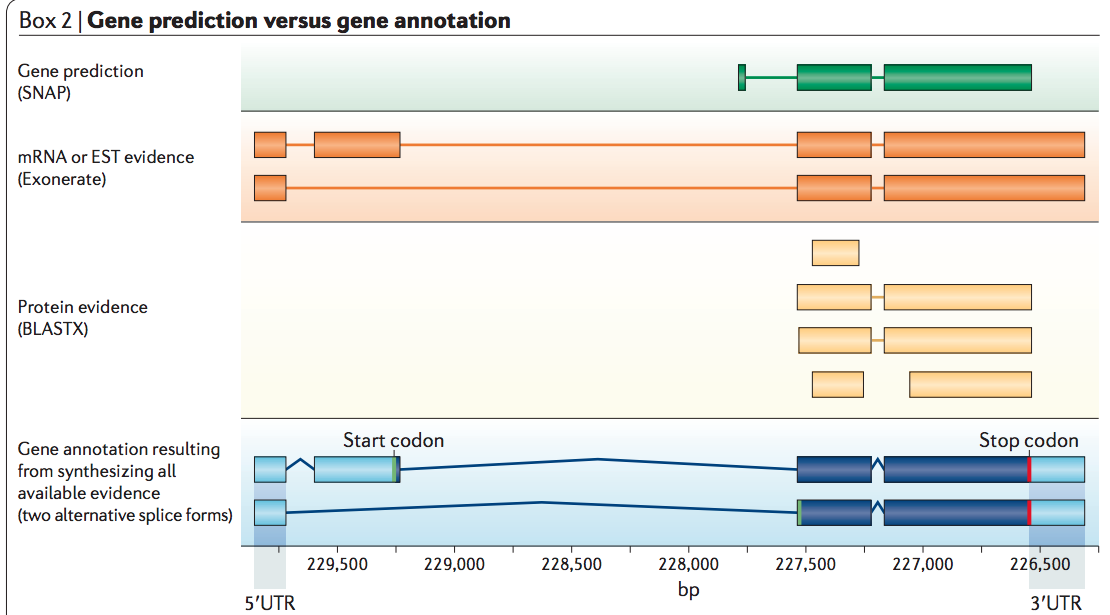 Box 2 | Gene prediction versus gene annotation
Gene prediction
(SNAP)
mRNA or EST evidence
(Exonerate)
Protein evidence
(BLASTX)
Gene annotation resulting
from synthesizing all
available evidence
(two alternative splice forms)
Start codon
Stop codon
229,500 229,000 228,500 228,000 227,500 227,000 226,500
bp
5'UTR
3'UTR